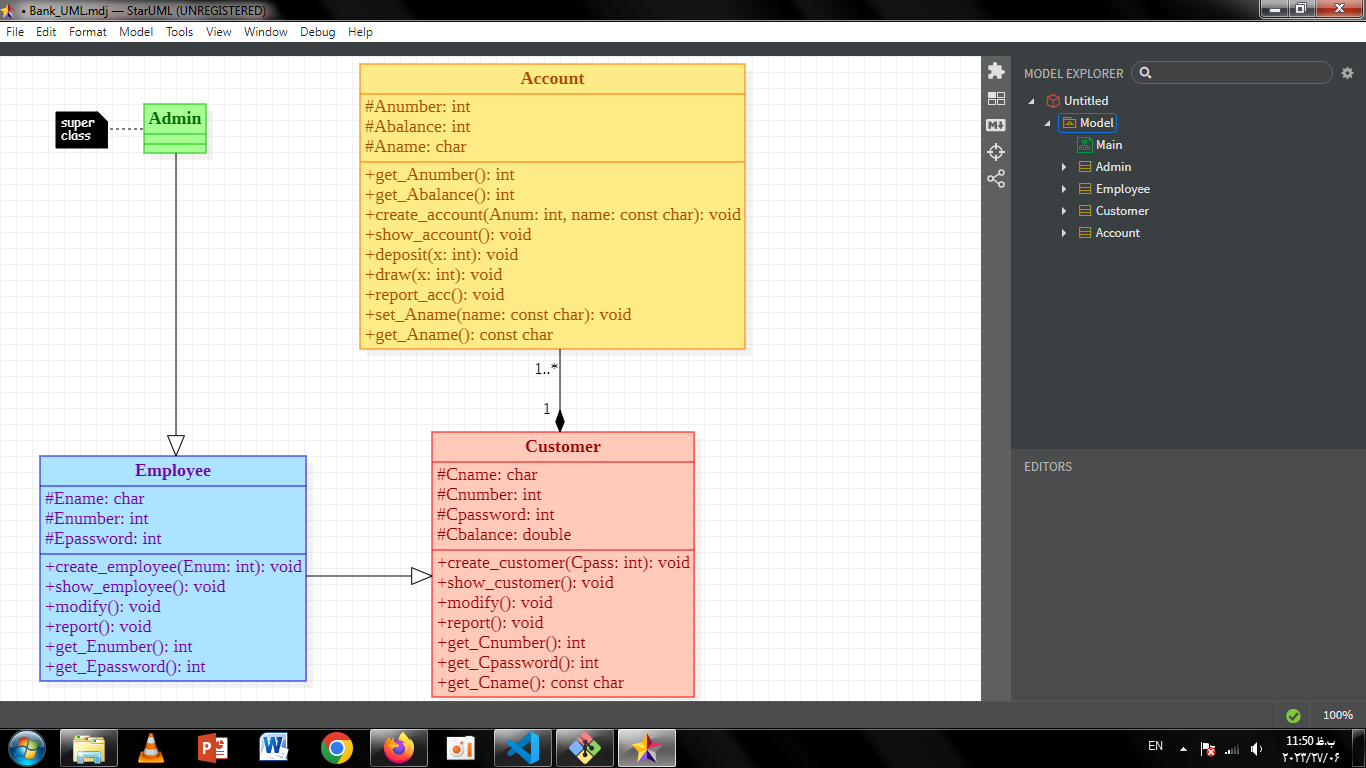 ▪ Bank_UML.mdj — StarUML (UNREGISTERED)
File Edit Format Model Tools View Window Debug Help
super
class
Admin
Account
#Anumber: int
#Abalance: int
#Aname: char
+get_Anumber(): int
+get_Abalance(): int
+create_account(Anum: int, name: const char): void
+show_account(): void
+deposit(x: int): void
+draw(x: int): void
+report_acc(): void
+set_Aname(name: const char): void
+get_Aname(): const char
1..*
1
Employee
#Ename: char
#Enumber: int
#Epassword: int
+create_employee(Enum: int): void
+show_employee(): void
+modify(): void
+report(): void
+get_Enumber(): int
+get_Epassword(): int
Customer
#Cname: char
#Cnumber: int
#Cpassword: int
#Cbalance: double
+create_customer(Cpass: int): void
+show_customer(): void
+modify(): void
+report(): void
+get_Cnumber(): int
+get_Cpassword(): int
+get_Cname(): const char
M↓
MODEL EXPLORER
Untitled
Model
Main
Admin
Employee
Customer
Account
EDITORS
100%
EN
11:50 ب.ظ
۲۰۲۳/۲۷/۰۶